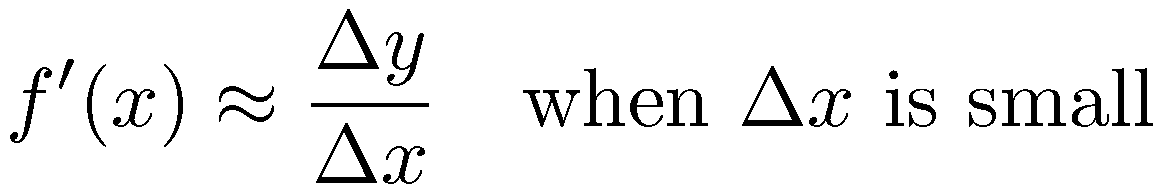 f′(x) ≈ Δy/Δx when Δx is small